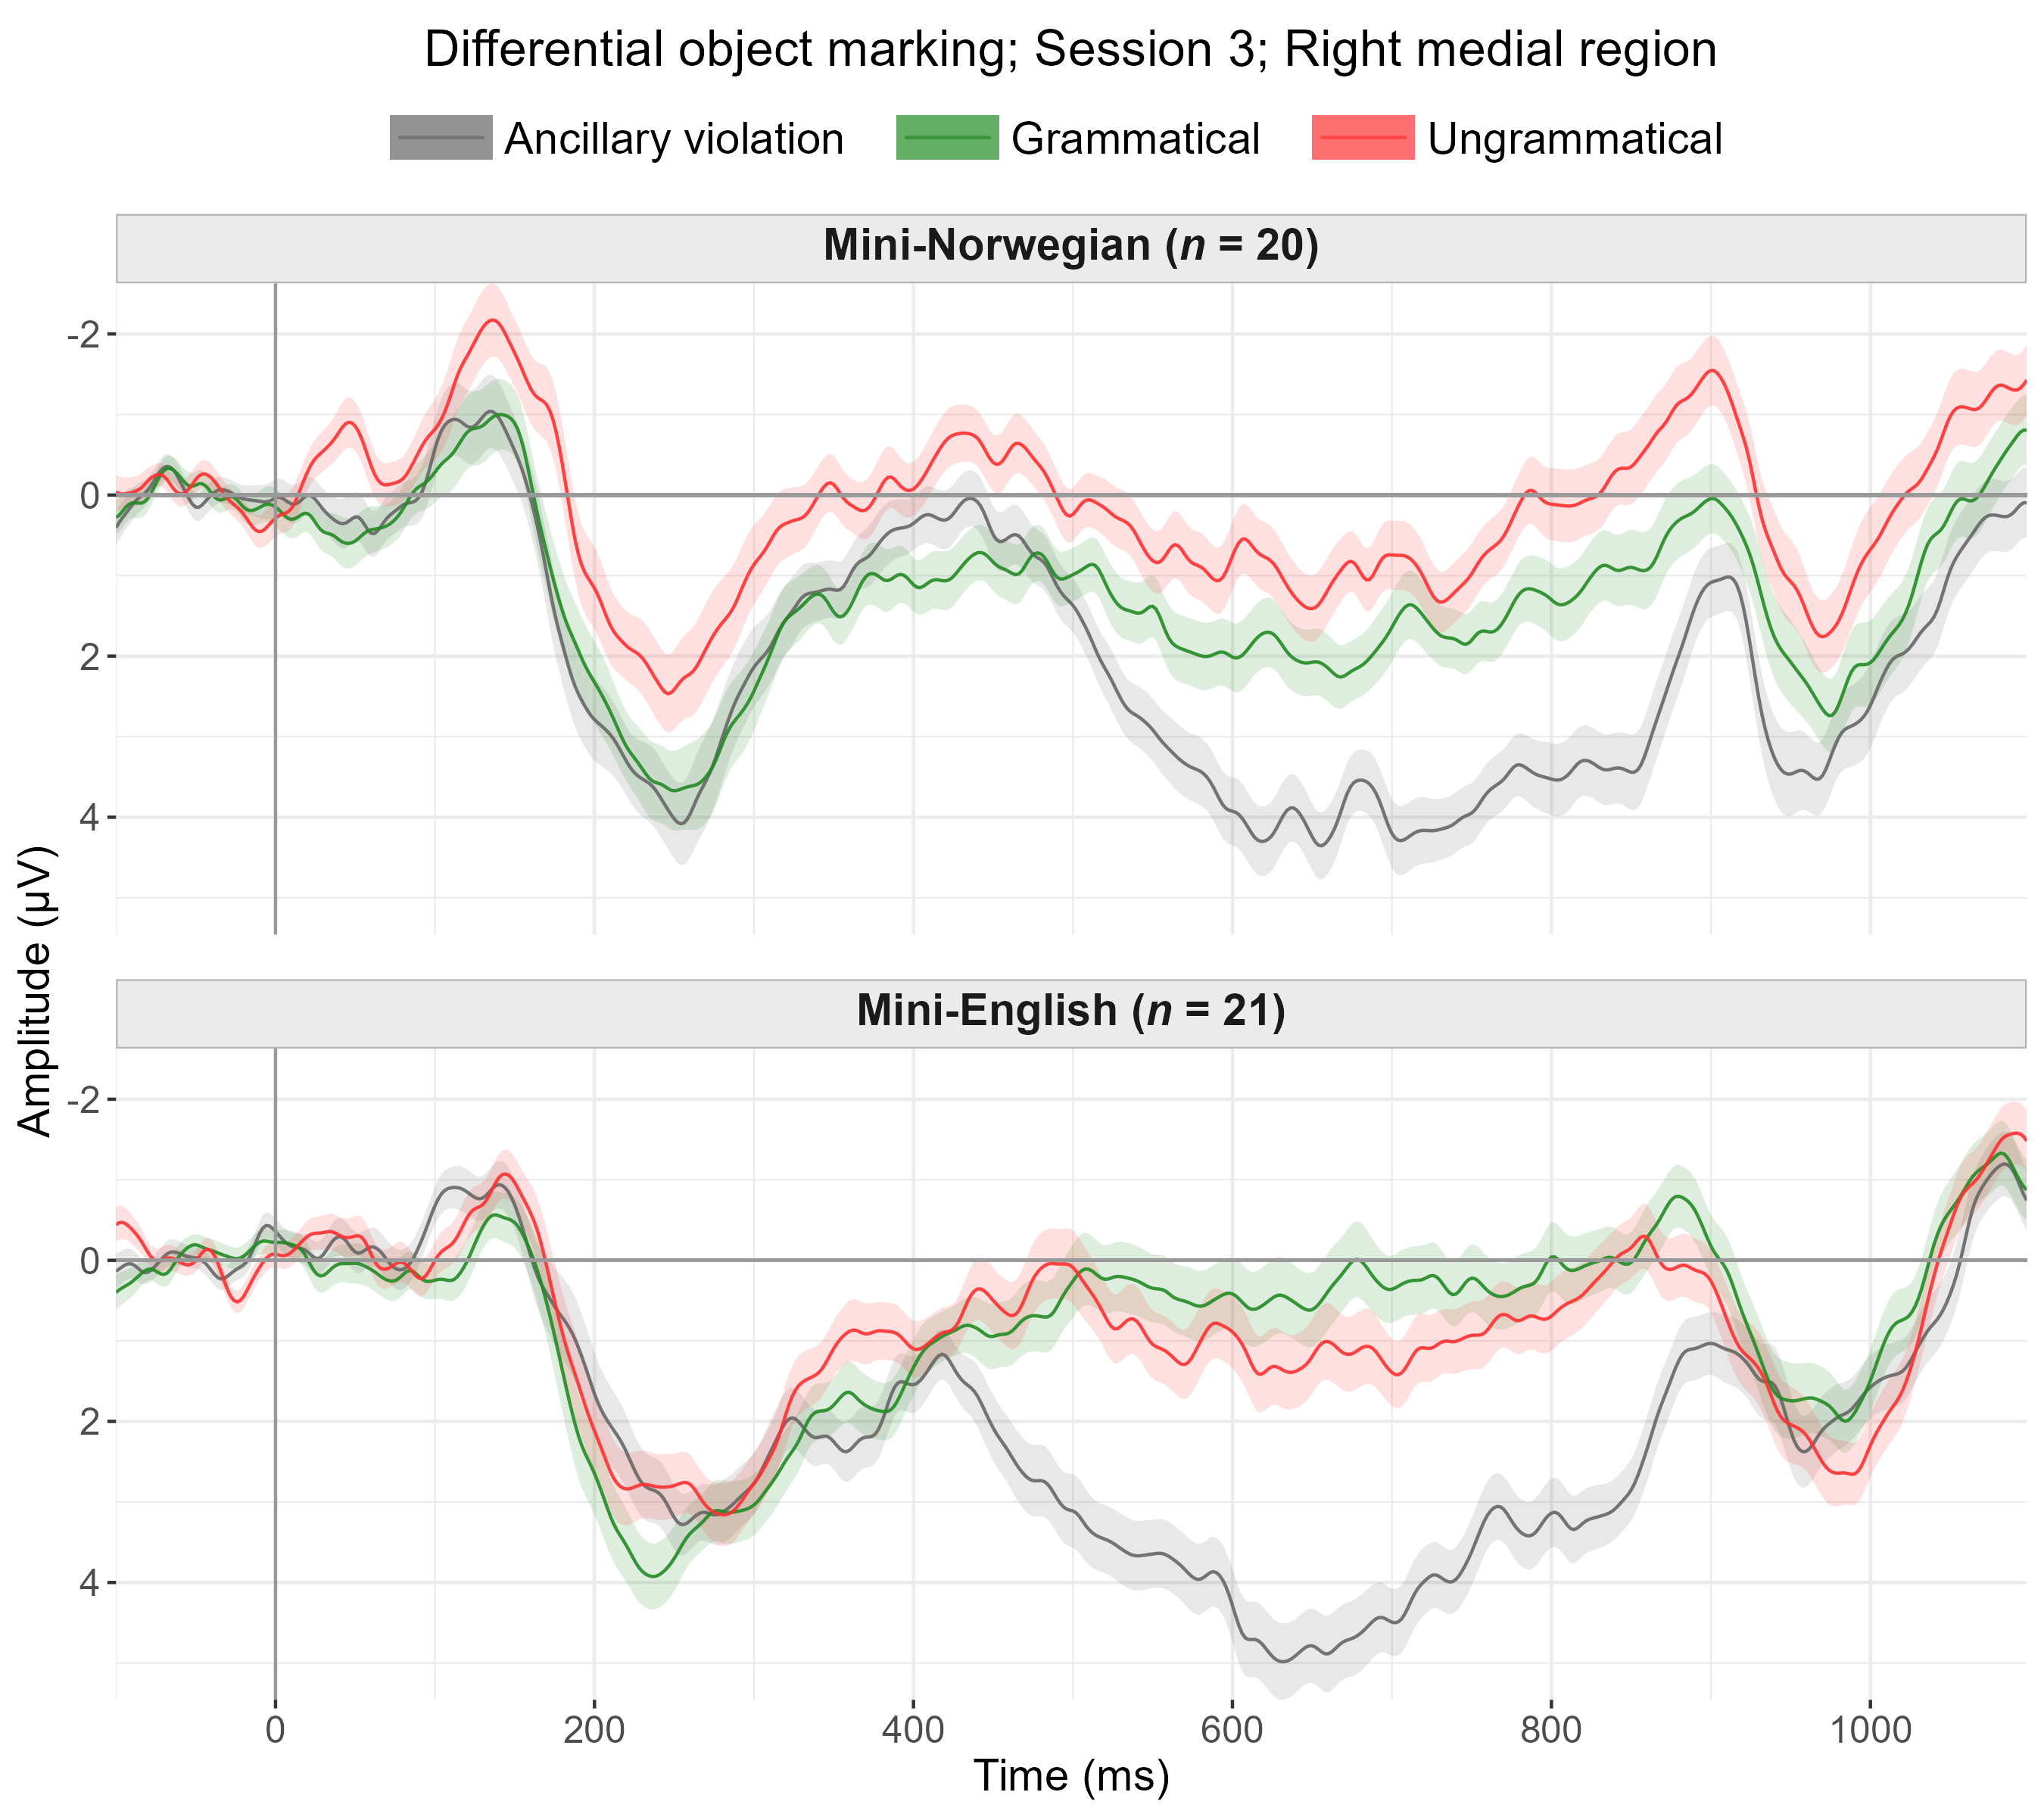 Differential object marking; Session 3; Right medial region
Ancillary violation Grammatical Ungrammatical
Mini-Norwegian (n = 20)
-2
0
2
4
Amplitude (µV)
Mini-English (n = 21)
-2
0
2
4
0 200 400 600 800 1000
Time (ms)